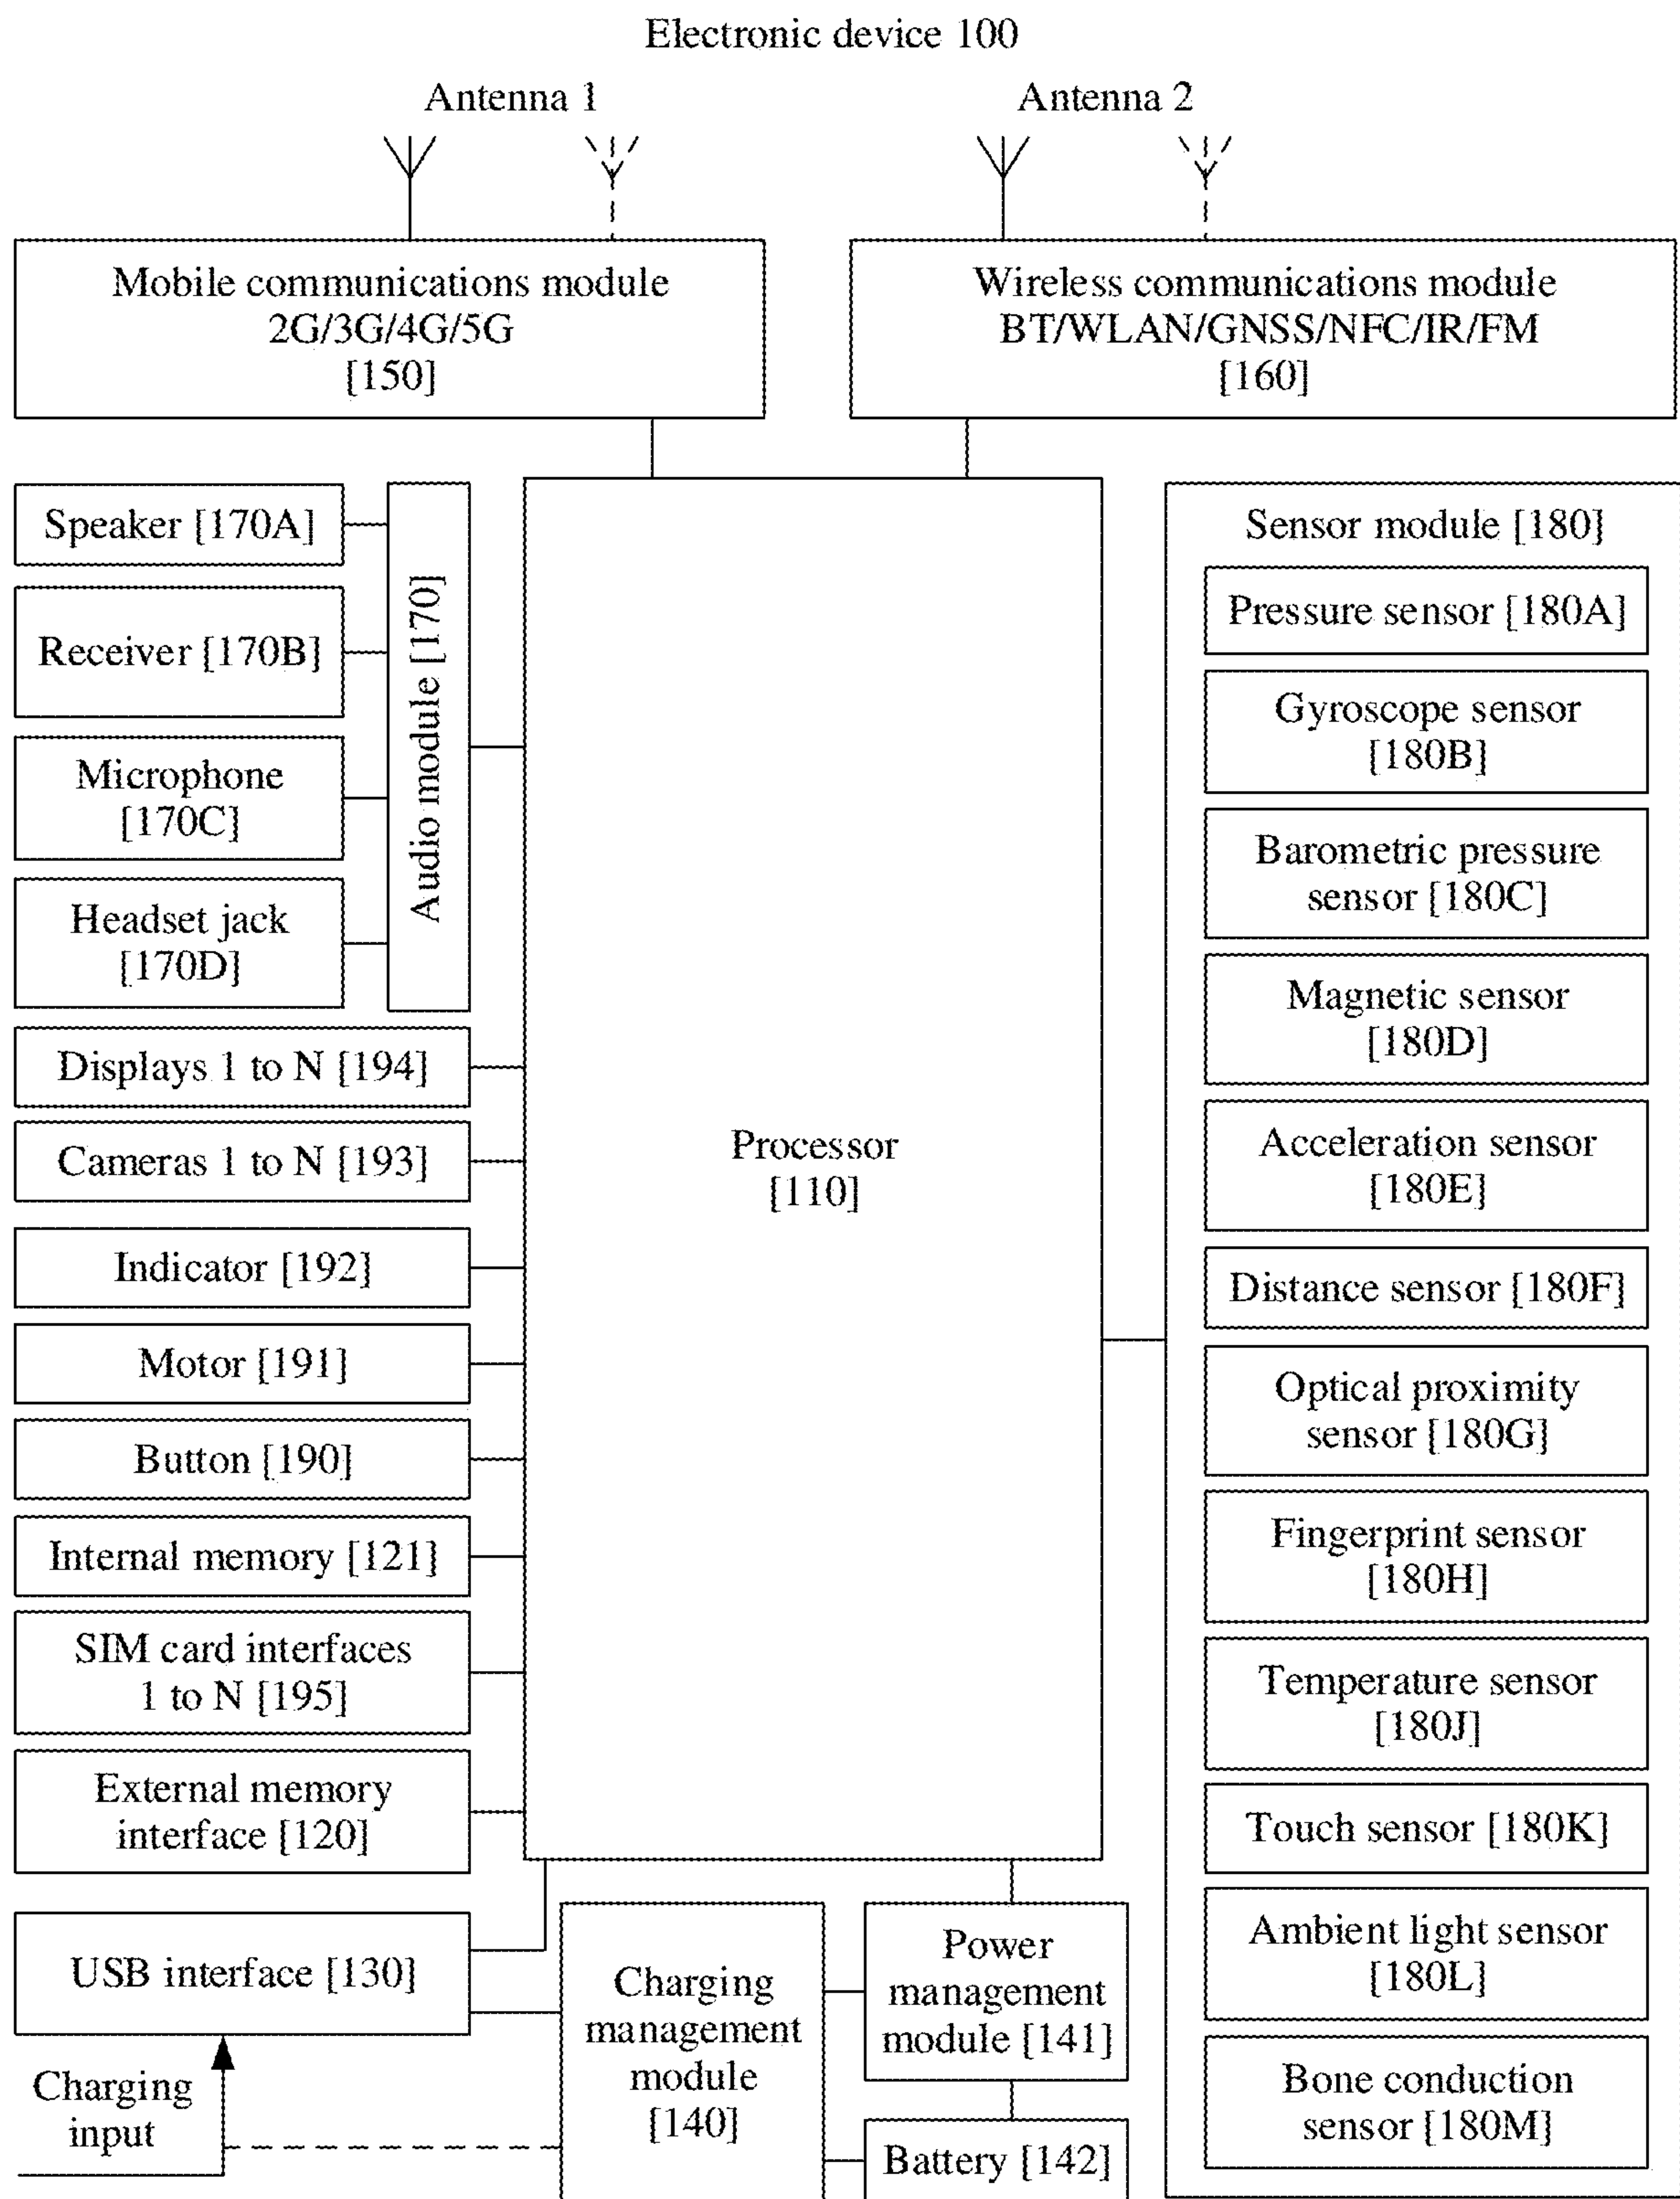 Electronic device 100
Antenna 1
Antenna 2
Mobile communications module
2G/3G/4G/5G
[150]
Wireless communications module
BT/WLAN/GNSS/NFC/IR/FM
[160]
Speaker [170A]
Receiver [170B]
Microphone
[170C]
Headset jack
[170D]
Audio module [170]
Displays 1 to N [194]
Cameras 1 to N [193]
Indicator [192]
Motor [191]
Button [190]
Internal memory [121]
SIM card interfaces
1 to N [195]
External memory
interface [120]
USB interface [130]
Charging
input
Processor
[110]
Charging
management
module
[140]
Power
management
module [141]
Battery [142]
Sensor module [180]
Pressure sensor [180A]
Gyroscope sensor
[180B]
Barometric pressure
sensor [180C]
Magnetic sensor
[180D]
Acceleration sensor
[180E]
Distance sensor [180F]
Optical proximity
sensor [180G]
Fingerprint sensor
[180H]
Temperature sensor
[180J]
Touch sensor [180K]
Ambient light sensor
[180L]
Bone conduction
sensor [180M]